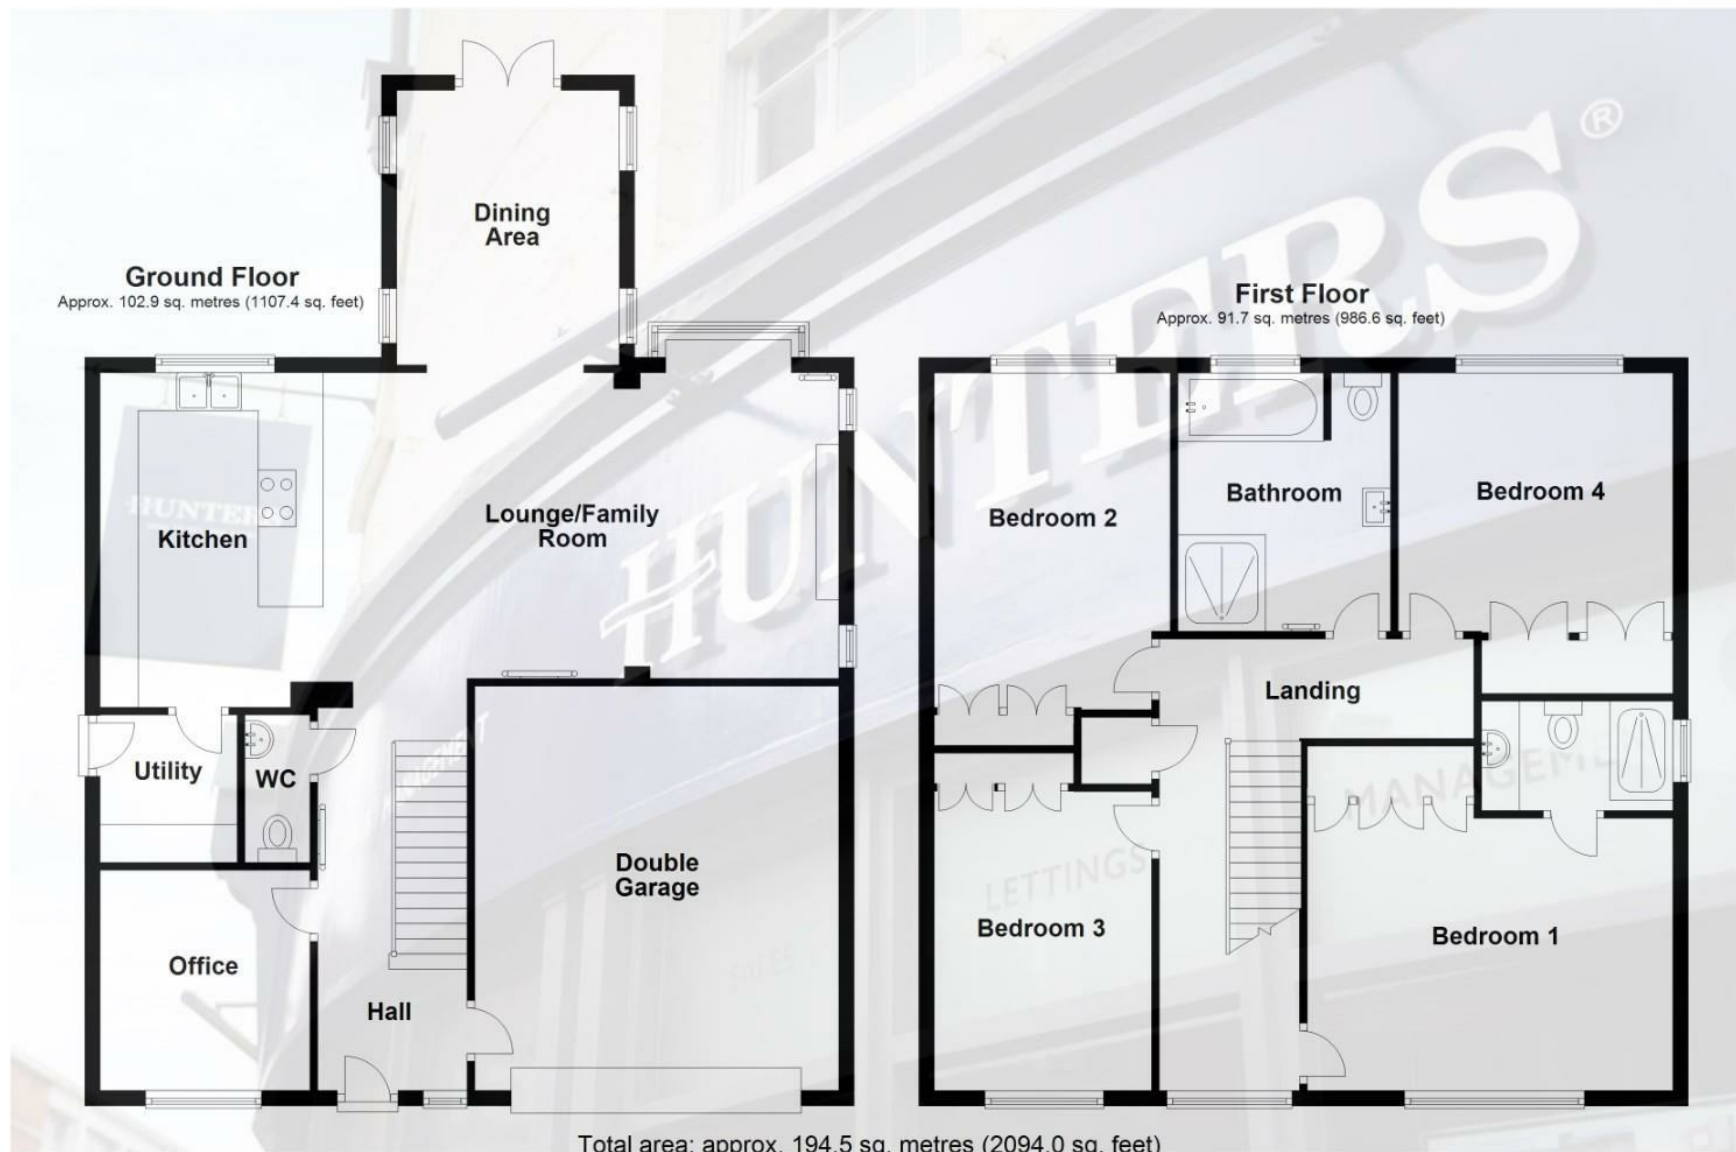 Ground Floor
Approx. 102.9 sq. metres (1107.4 sq. feet)
Dining
Area
Kitchen
Lounge/Family
Room
Utility
WC
Office
Hall
Double
Garage
First Floor
Approx. 91.7 sq. metres (986.6 sq. feet)
Bedroom 2
Bathroom
Bedroom 4
Landing
Bedroom 3
Bedroom 1
HUNTERS®
HUNTERS
MANAGEME
LETTINGS
SALES
Total area: approx. 194.5 sq. metres (2094.0 sq. feet)